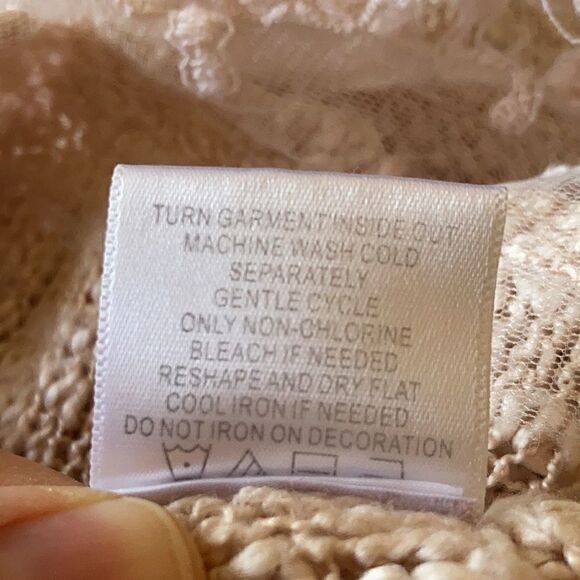 TURN GARMENT INSIDE OUT
MACHINE WASH COLD
SEPARATELY
GENTLE CYCLE
ONLY NON-CHLORINE
BLEACH IF NEEDED
RESHAPE AND DRY FLAT
COOL IRON IF NEEDED
DO NOT IRON ON DECORATION